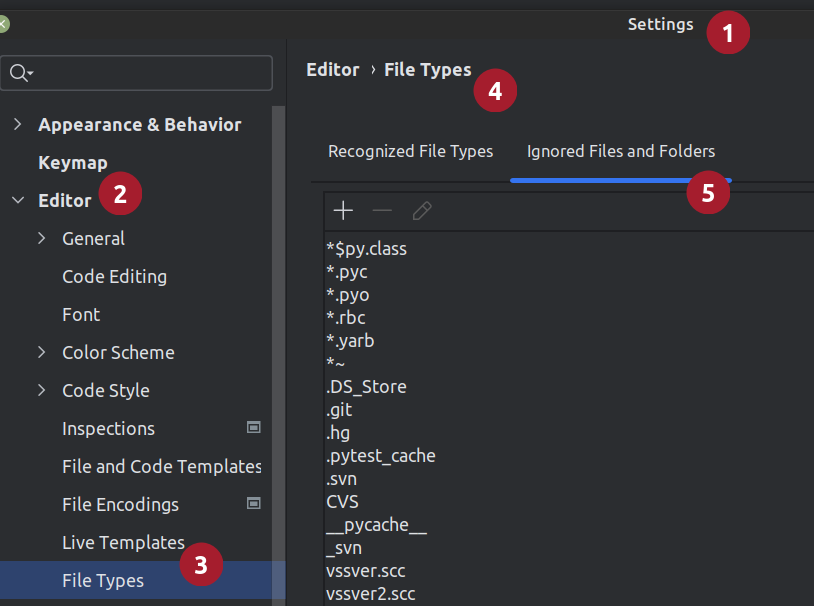 Settings
1
Editor › File Types
4
Appearance & Behavior
Keymap
Editor
2
General
Code Editing
Font
Color Scheme
Code Style
Inspections
File and Code Templates
File Encodings
Live Templates
3
File Types
Recognized File Types
Ignored Files and Folders
5
*$py.class
*.pyc
*.pyo
*.rbc
*.yarb
*~
.DS_Store
.git
.hg
.pytest_cache
.svn
CVS
__pycache__
_svn
vssver.scc
vssver2.scc